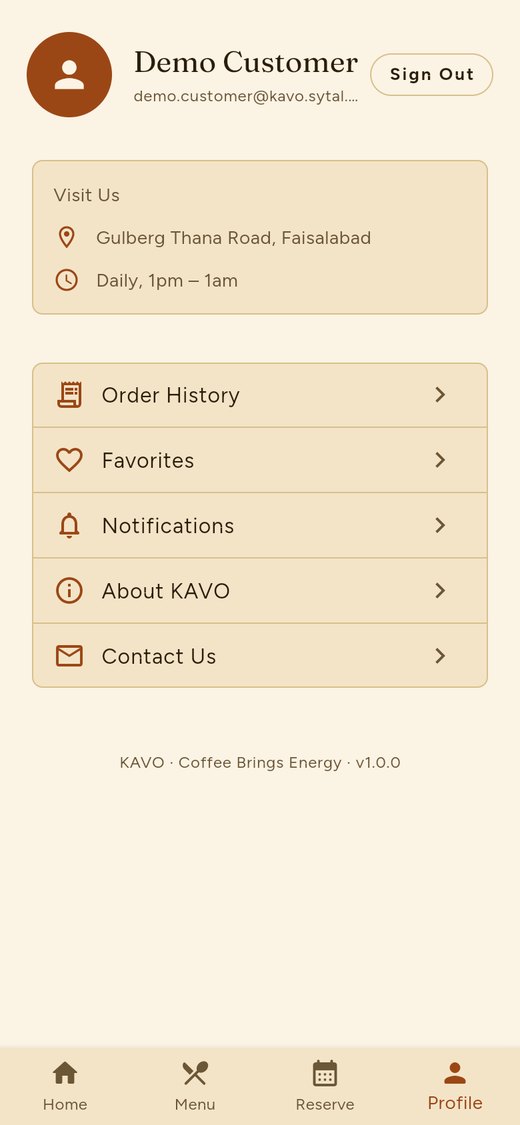 Demo Customer
demo.customer@kavo.sytal....
Sign Out
Visit Us
Gulberg Thana Road, Faisalabad
Daily, 1pm – 1am
Order History
Favorites
Notifications
About KAVO
Contact Us
KAVO · Coffee Brings Energy · v1.0.0
Home
Menu
Reserve
Profile